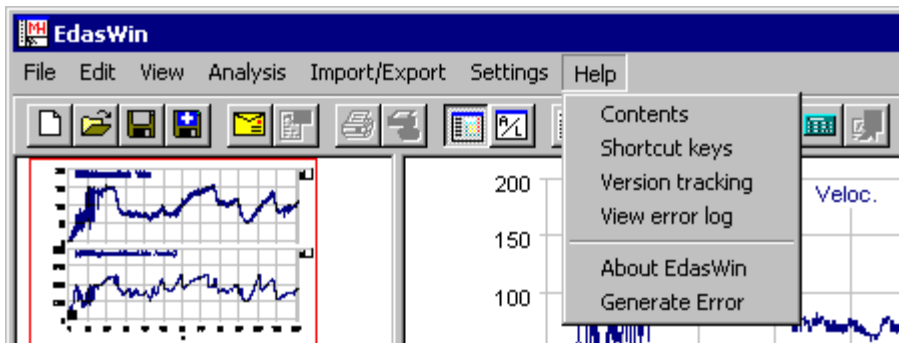 EdasWin
File Edit View Analysis Import/Export Settings Help
Contents
Shortcut keys
Version tracking
View error log
About EdasWin
Generate Error
200
150
100
Veloc.